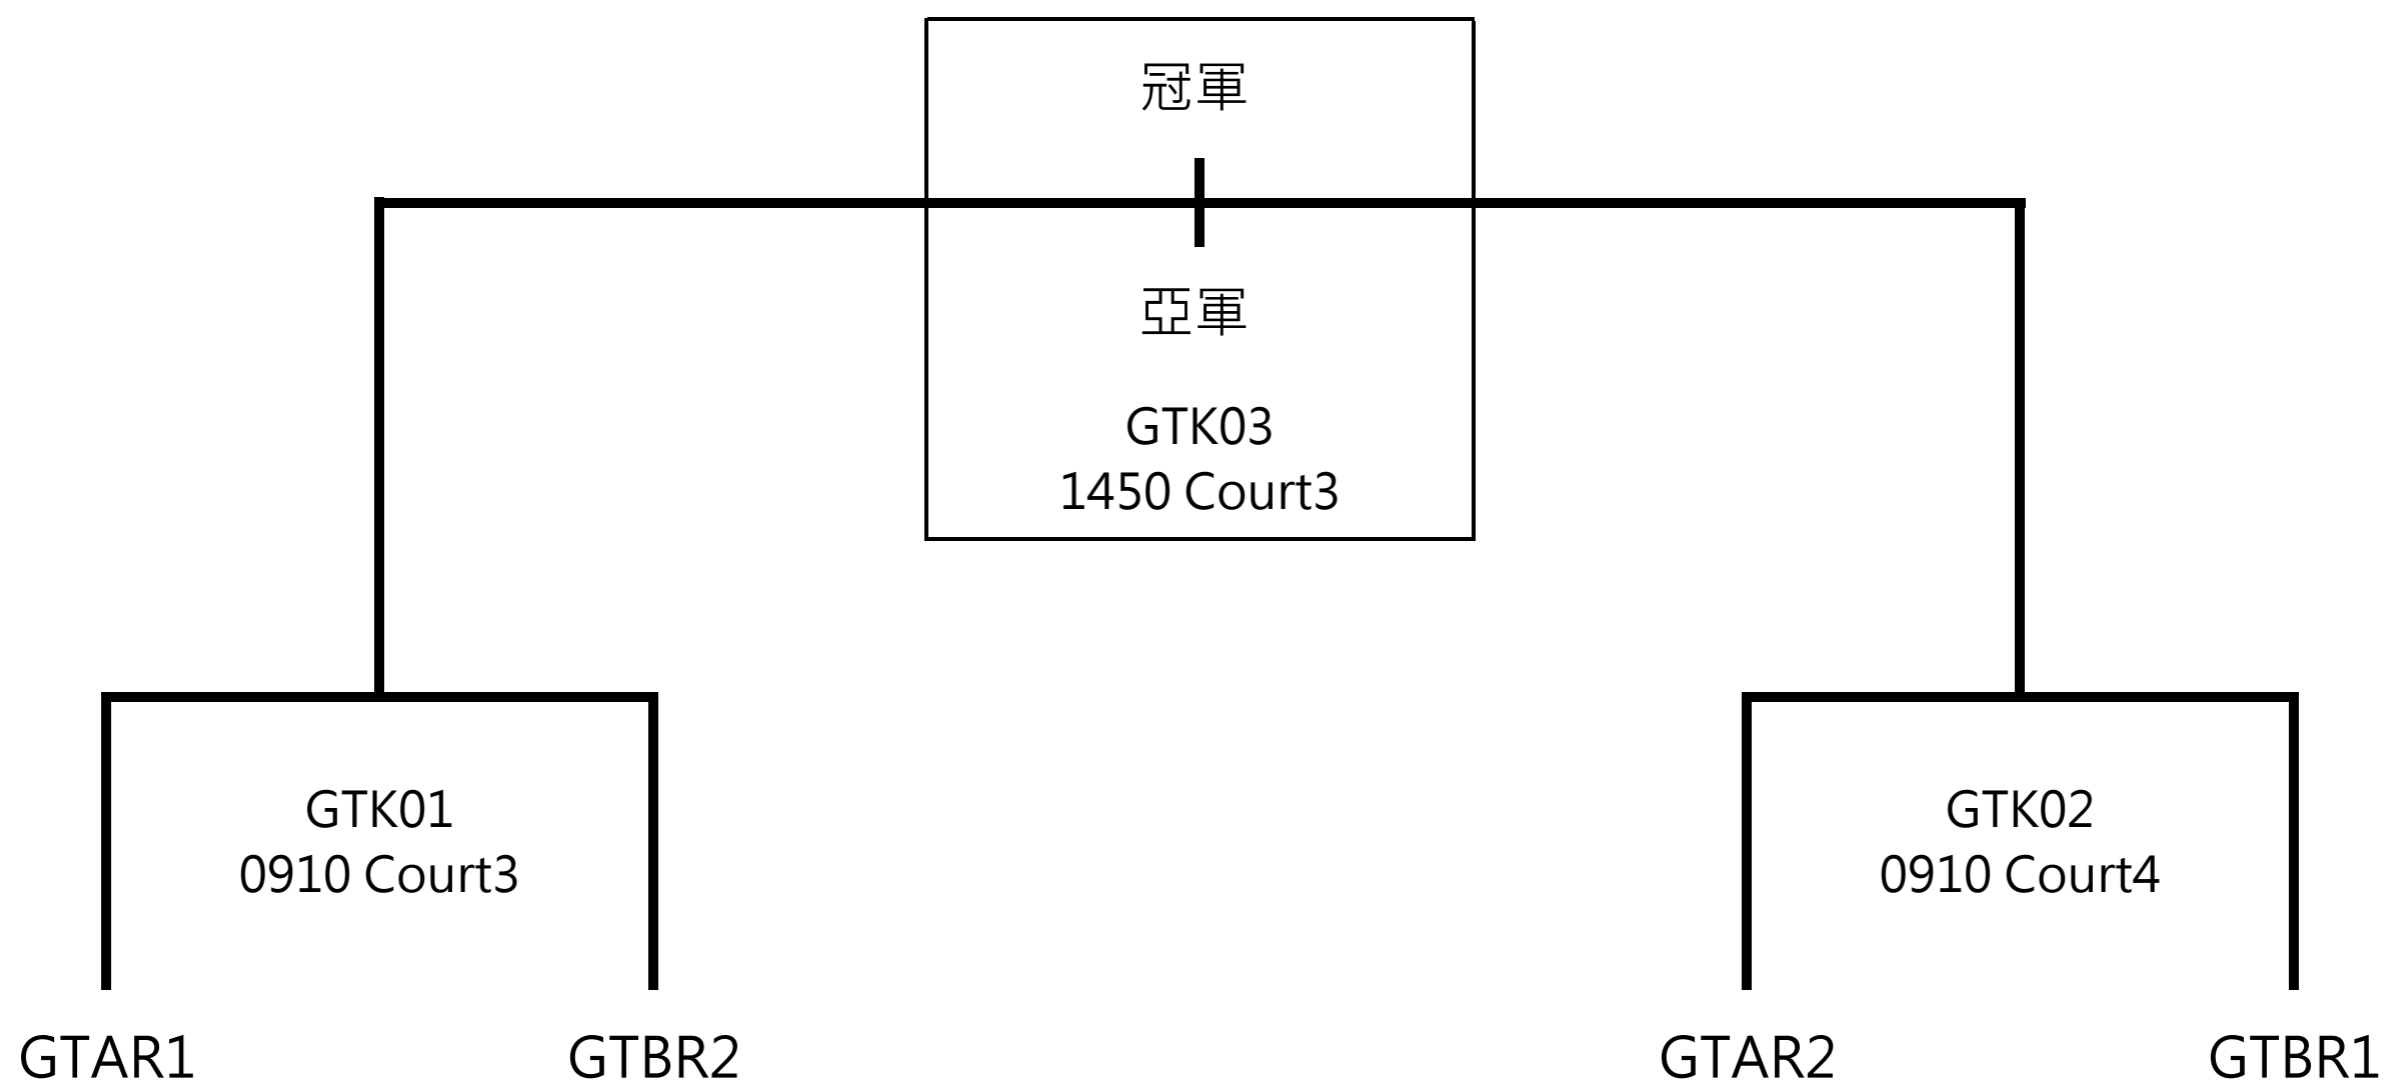 冠軍
亞軍
GTK03
1450 Court3
GTK01
0910 Court3
GTK02
0910 Court4
GTAR1
GTBR2
GTAR2
GTBR1